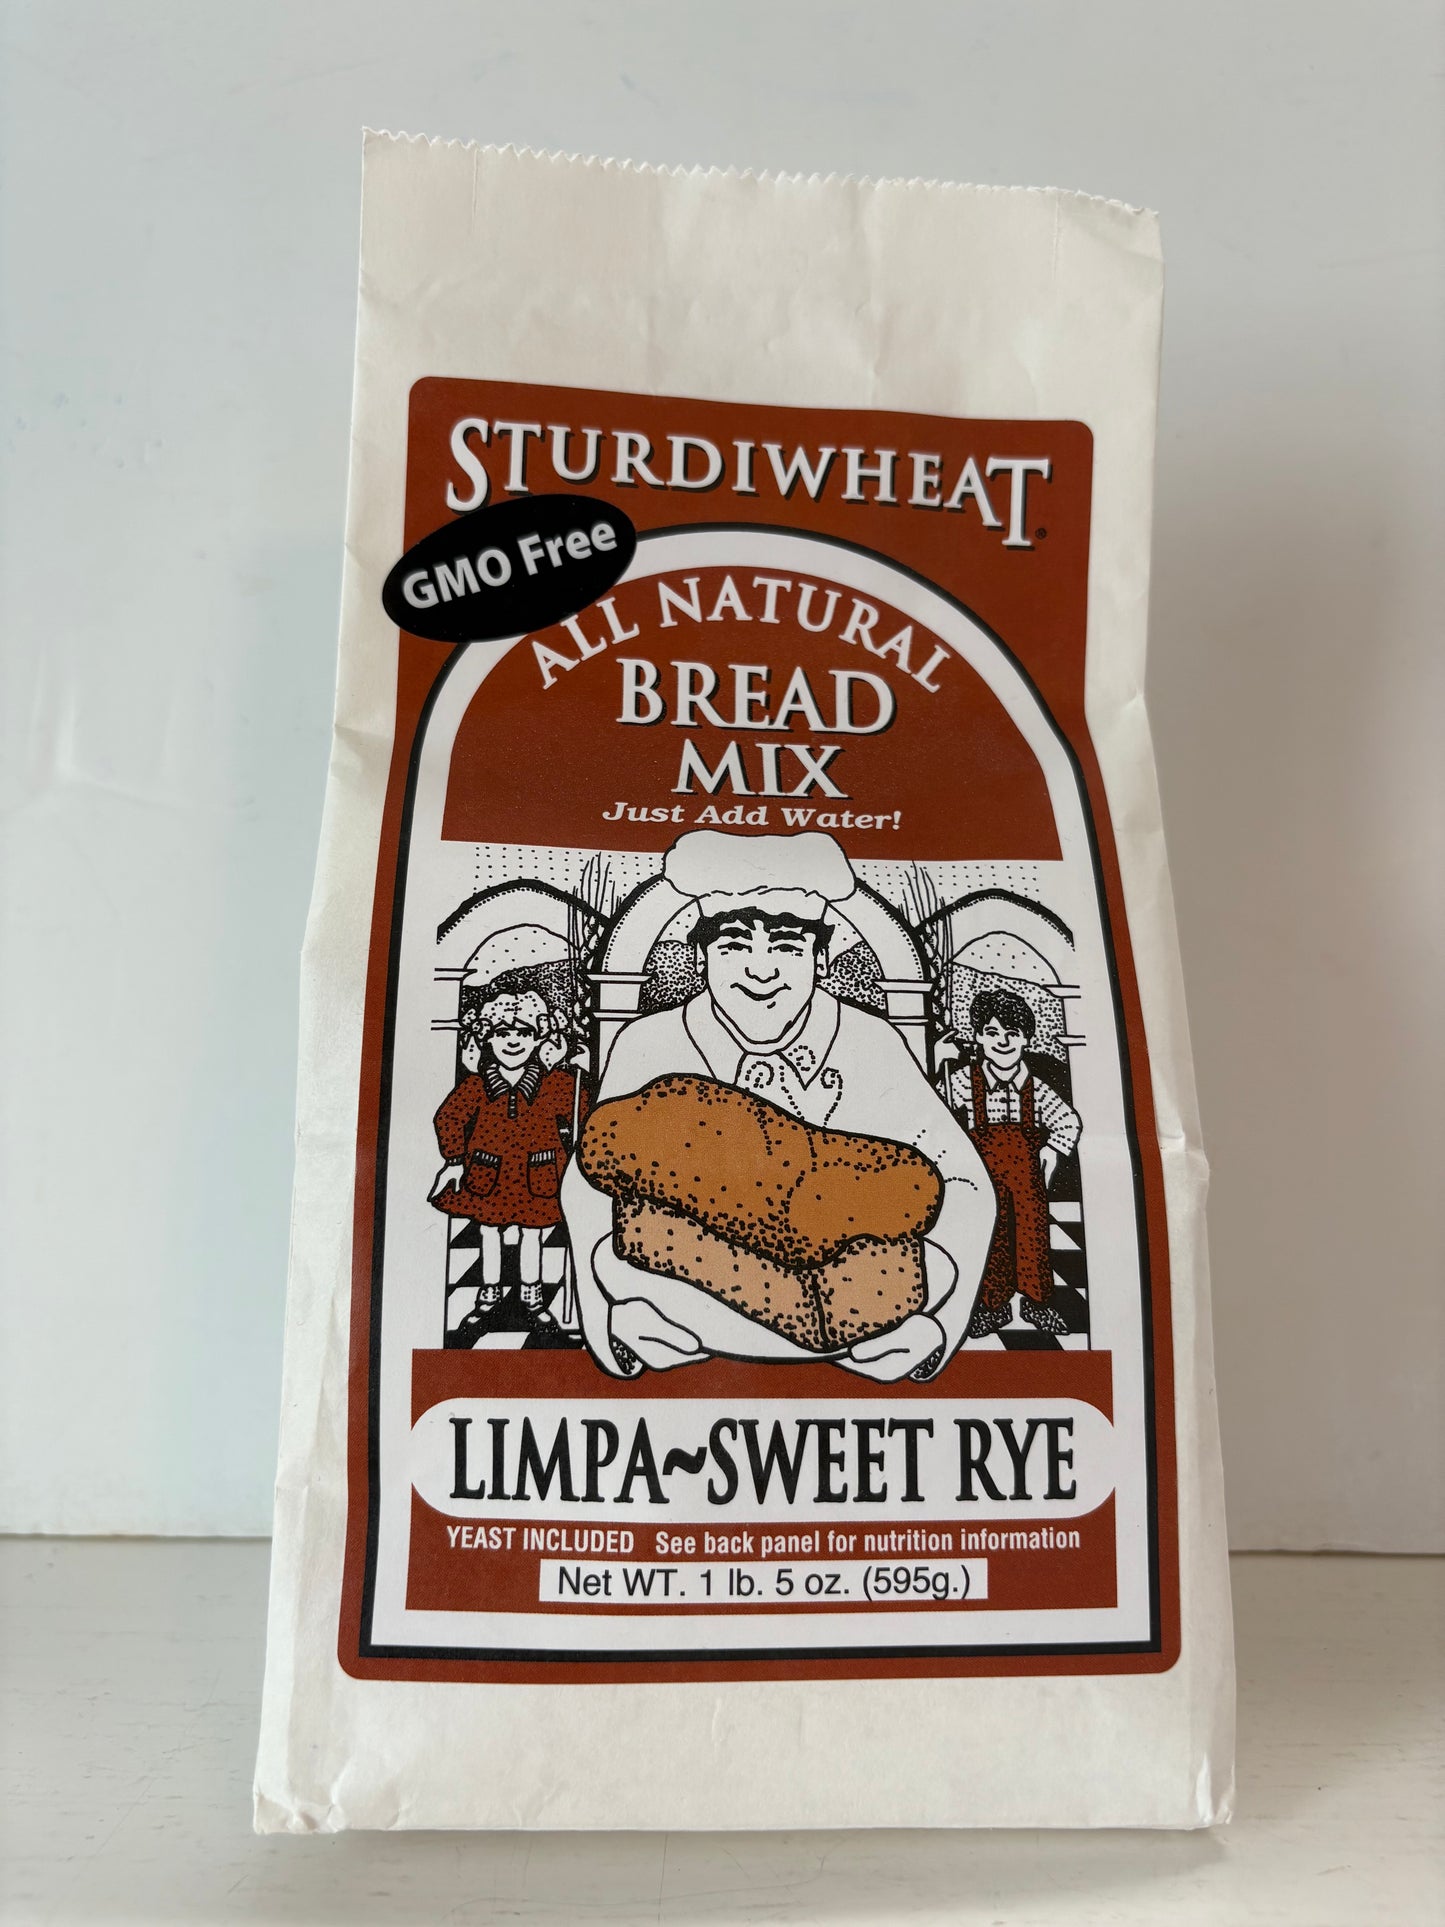 STURDIWHEAT®
GMO Free
ALL NATURAL
BREAD
MIX
Just Add Water!
LIMPA~SWEET RYE
YEAST INCLUDED See back panel for nutrition information
Net WT. 1 lb. 5 oz. (595g.)